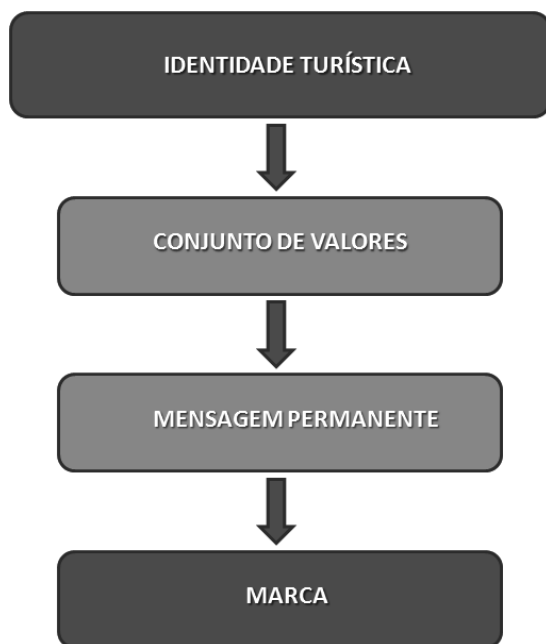 IDENTIDADE TURÍSTICA
CONJUNTO DE VALORES
MENSAGEM PERMANENTE
MARCA